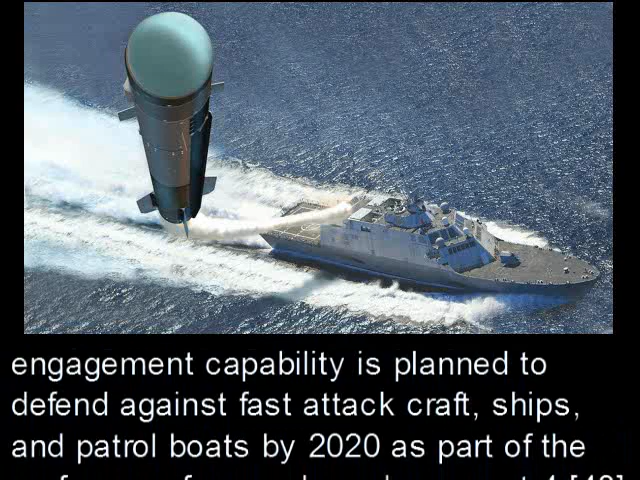 engagement capability is planned to
defend against fast attack craft, ships,
and patrol boats by 2020 as part of the